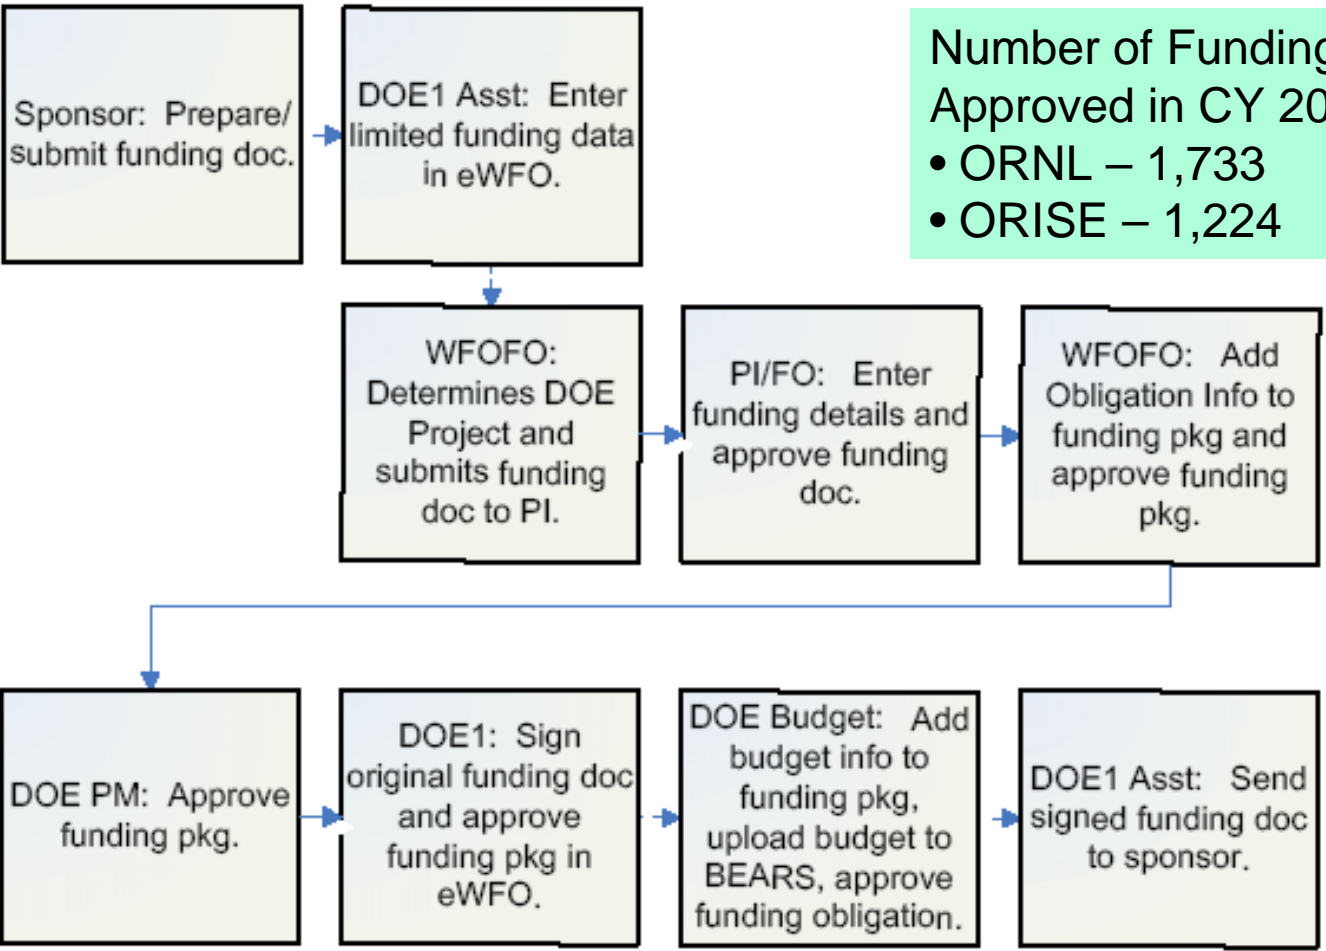 Sponsor: Prepare/
submit funding doc.
DOE1 Asst: Enter
limited funding data
in eWFO.
Number of Funding
Approved in CY 20
• ORNL – 1,733
• ORISE – 1,224
WFOFO:
Determines DOE
Project and
submits funding
doc to PI.
PI/FO: Enter
funding details and
approve funding
doc.
WFOFO: Add
Obligation Info to
funding pkg and
approve funding
pkg.
DOE PM: Approve
funding pkg.
DOE1: Sign
original funding doc
and approve
funding pkg in
eWFO.
DOE Budget: Add
budget info to
funding pkg,
upload budget to
BEARS, approve
funding obligation.
DOE1 Asst: Send
signed funding doc
to sponsor.